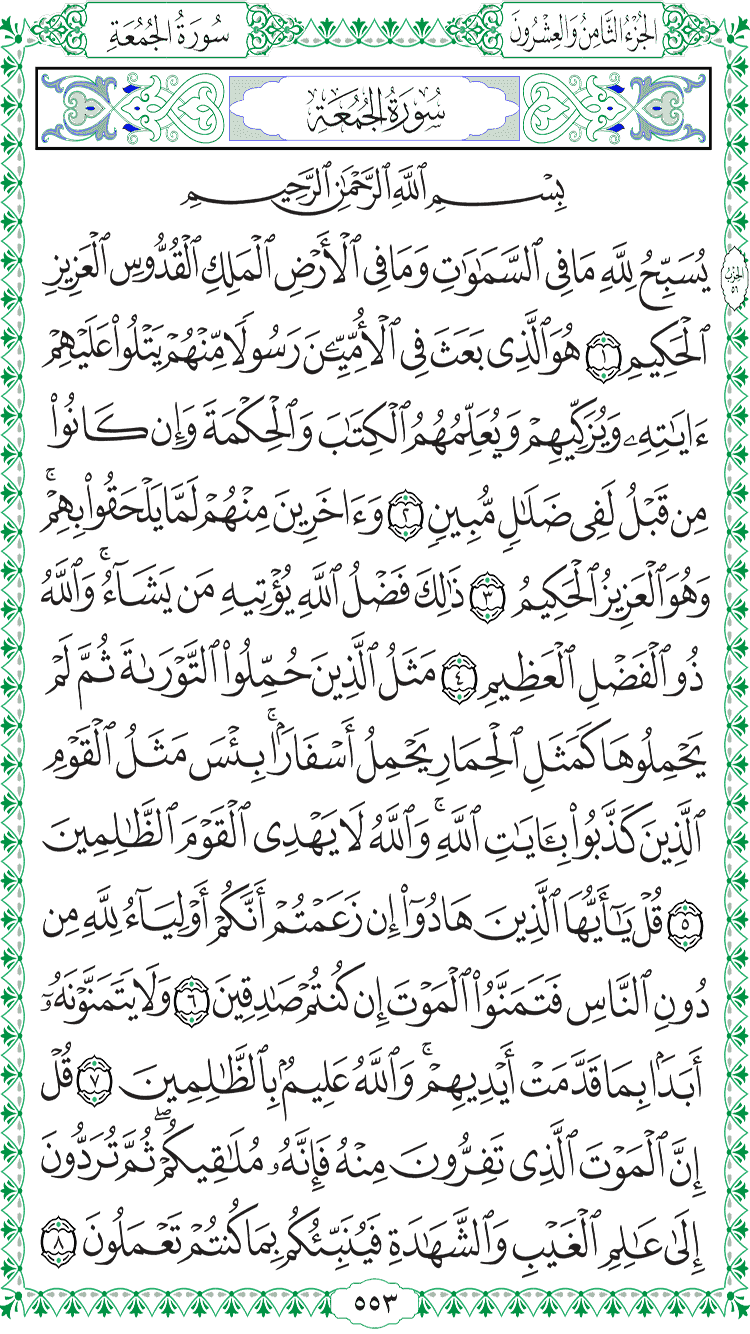 الجُزْءُ الثَّامِنُ وَالعِشْرُونَ
سُورَةُ الجُمُعَةِ
سُورَةُ الجُمُعَةِ
بِسْمِ ٱللَّهِ ٱلرَّحْمَٰنِ ٱلرَّحِيمِ
يُسَبِّحُ لِلَّهِ مَا فِى ٱلسَّمَٰوَٰتِ وَمَا فِى ٱلْأَرْضِ ٱلْمَلِكِ ٱلْقُدُّوسِ ٱلْعَزِيزِ
الحزب ٥٦
ٱلْحَكِيمِ ١ هُوَ ٱلَّذِى بَعَثَ فِى ٱلْأُمِّيِّـۧنَ رَسُولًا مِّنْهُمْ يَتْلُوا۟ عَلَيْهِمْ
ءَايَٰتِهِۦ وَيُزَكِّيهِمْ وَيُعَلِّمُهُمُ ٱلْكِتَٰبَ وَٱلْحِكْمَةَ وَإِن كَانُوا۟
مِن قَبْلُ لَفِى ضَلَٰلٍ مُّبِينٍ ٢ وَءَاخَرِينَ مِنْهُمْ لَمَّا يَلْحَقُوا۟ بِهِمْ ۚ
وَهُوَ ٱلْعَزِيزُ ٱلْحَكِيمُ ٣ ذَٰلِكَ فَضْلُ ٱللَّهِ يُؤْتِيهِ مَن يَشَآءُ ۚ وَٱللَّهُ
ذُو ٱلْفَضْلِ ٱلْعَظِيمِ ٤ مَثَلُ ٱلَّذِينَ حُمِّلُوا۟ ٱلتَّوْرَىٰةَ ثُمَّ لَمْ
يَحْمِلُوهَا كَمَثَلِ ٱلْحِمَارِ يَحْمِلُ أَسْفَارًۢا ۚ بِئْسَ مَثَلُ ٱلْقَوْمِ
ٱلَّذِينَ كَذَّبُوا۟ بِـَٔايَٰتِ ٱللَّهِ ۚ وَٱللَّهُ لَا يَهْدِى ٱلْقَوْمَ ٱلظَّٰلِمِينَ
٥ قُلْ يَٰٓأَيُّهَا ٱلَّذِينَ هَادُوٓا۟ إِن زَعَمْتُمْ أَنَّكُمْ أَوْلِيَآءُ لِلَّهِ مِن
دُونِ ٱلنَّاسِ فَتَمَنَّوُا۟ ٱلْمَوْتَ إِن كُنتُمْ صَٰدِقِينَ ٦ وَلَا يَتَمَنَّوْنَهُۥٓ
أَبَدًۢا بِمَا قَدَّمَتْ أَيْدِيهِمْ ۚ وَٱللَّهُ عَلِيمٌۢ بِٱلظَّٰلِمِينَ ٧ قُلْ
إِنَّ ٱلْمَوْتَ ٱلَّذِى تَفِرُّونَ مِنْهُ فَإِنَّهُۥ مُلَٰقِيكُمْ ۖ ثُمَّ تُرَدُّونَ
إِلَىٰ عَٰلِمِ ٱلْغَيْبِ وَٱلشَّهَٰدَةِ فَيُنَبِّئُكُم بِمَا كُنتُمْ تَعْمَلُونَ ٨
٥٥٣